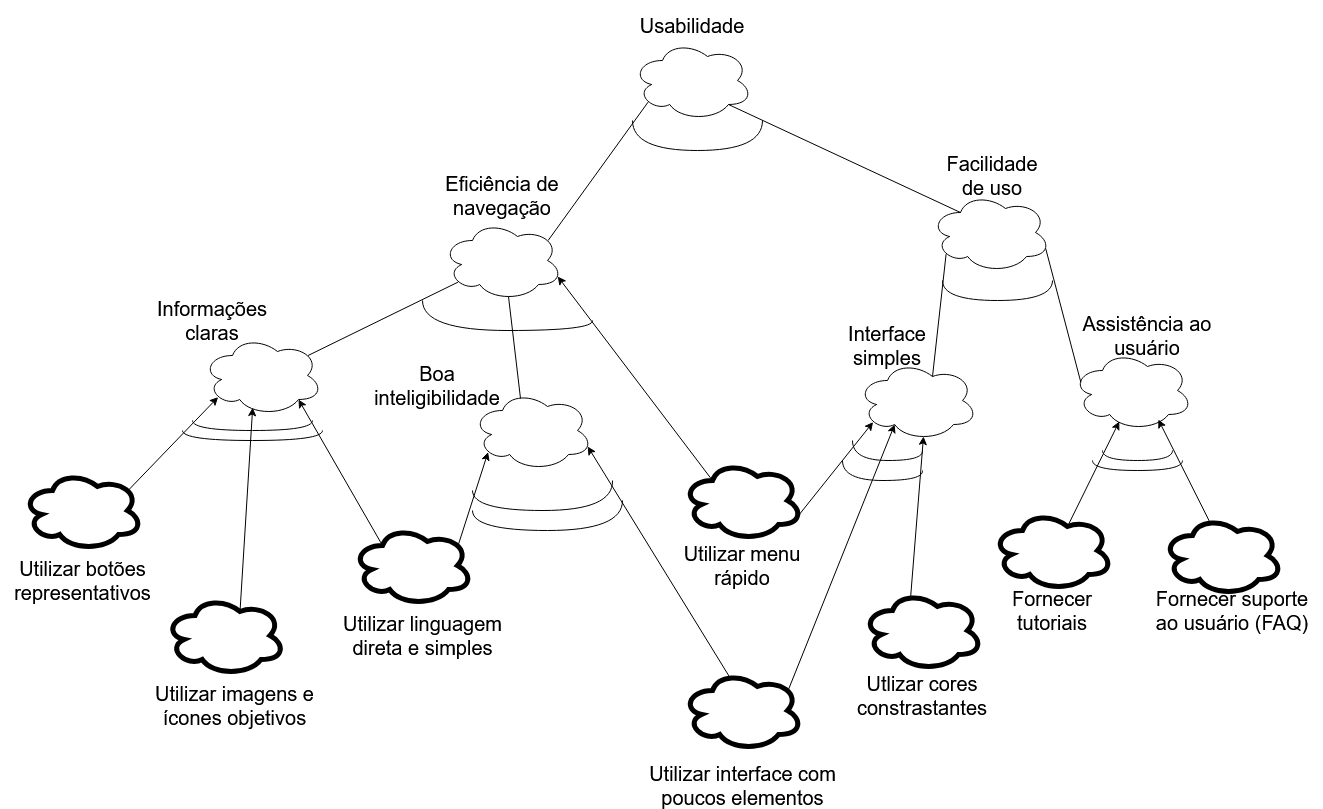 Usabilidade
Facilidade
de uso
Eficiência de
navegação
Informações
claras
Assistência ao
usuário
Interface
simples
Boa
inteligibilidade
Utilizar menu
rápido
Utilizar botões
representativos
Fornecer
tutoriais
Fornecer suporte
ao usuário (FAQ)
Utilizar linguagem
direta e simples
Utilizar imagens e
ícones objetivos
Utlizar cores
constrastantes
Utilizar interface com
poucos elementos